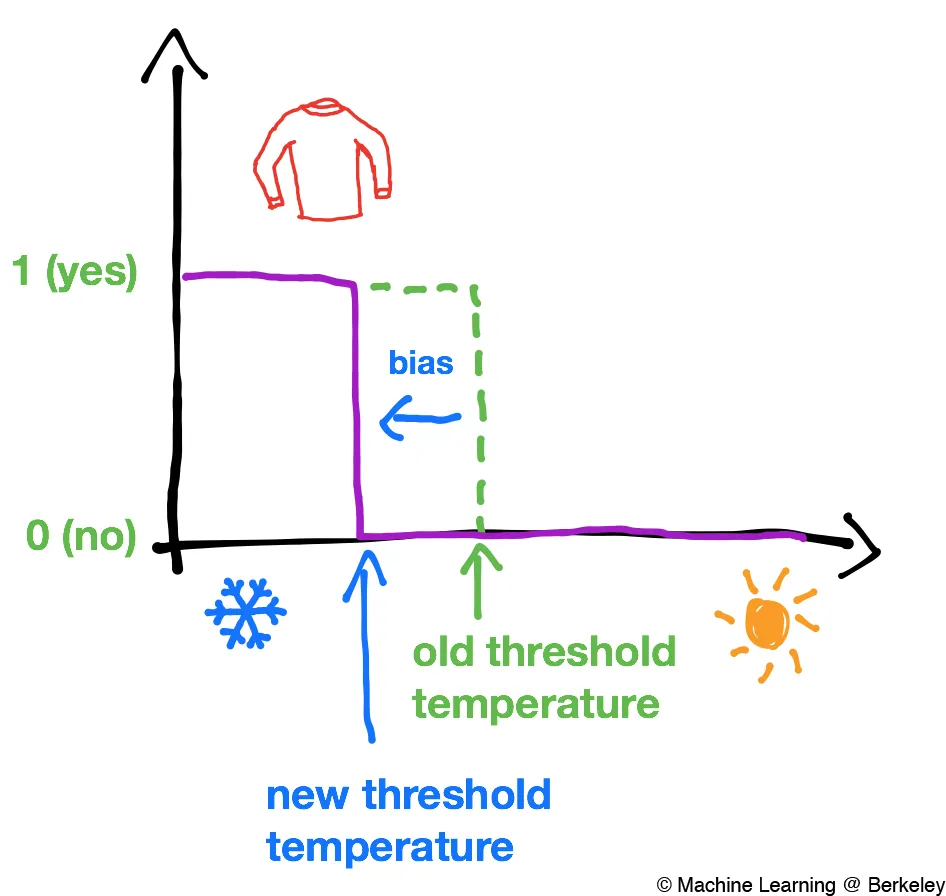 1 (yes)
bias
0 (no)
old threshold
temperature
new threshold
temperature
© Machine Learning @ Berkeley